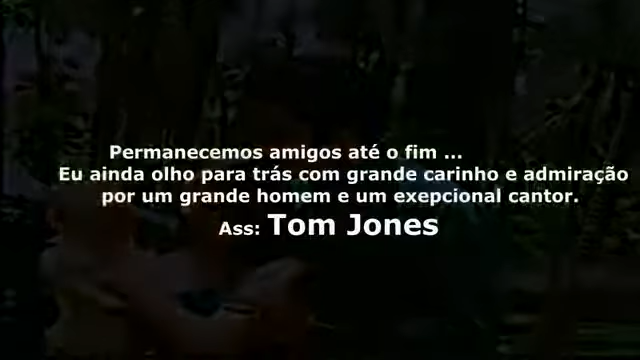 Permanecemos amigos até o fim ...
Eu ainda olho para trás com grande carinho e admiração
por um grande homem e um exepcional cantor.
Ass: Tom Jones